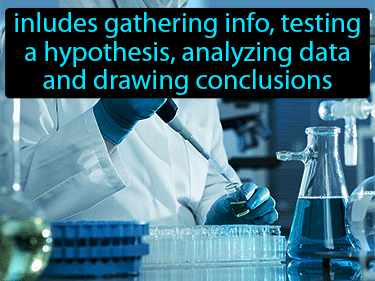 inludes gathering info, testing
a hypothesis, analyzing data
and drawing conclusions